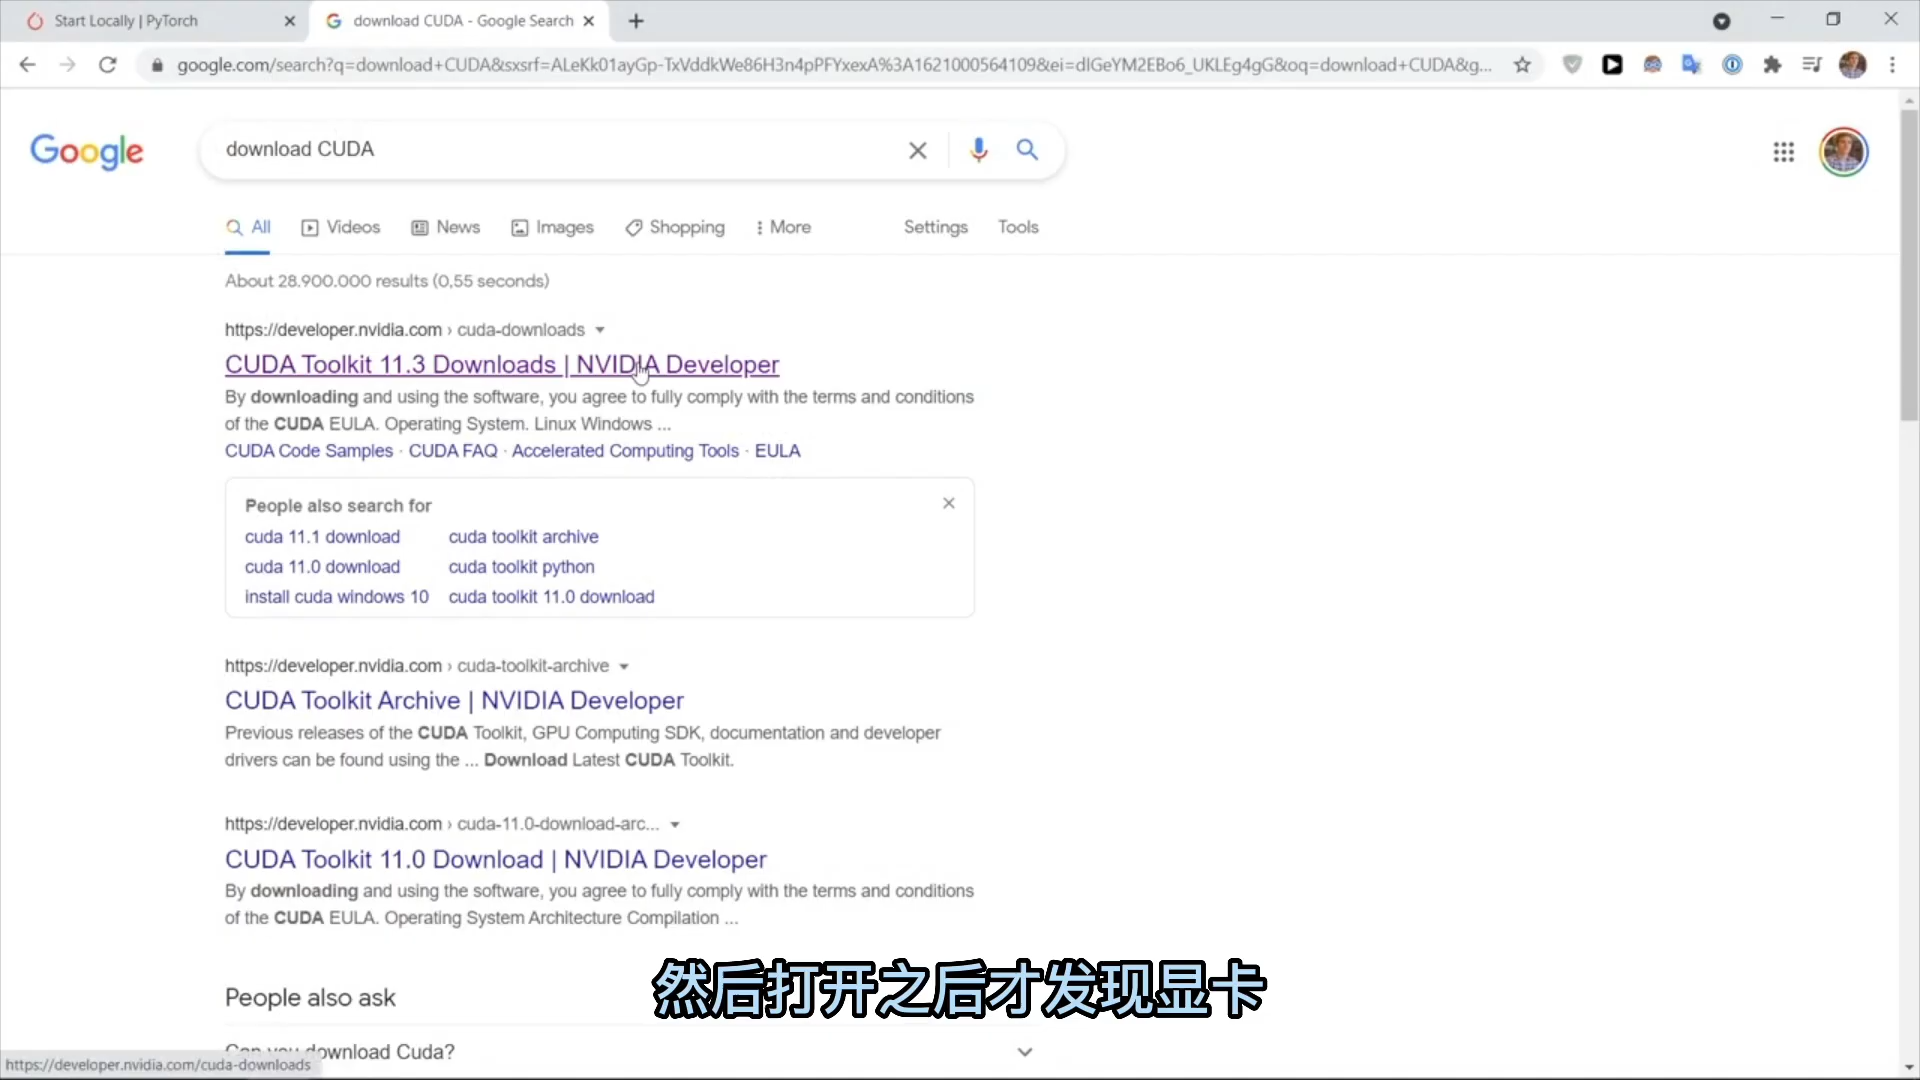 Start Locally | PyTorch
download CUDA - Google Search
google.com/search?q=download+CUDA&sxsrf=ALeKk01ayGp-TxVddkWe86H3n4pPFYxexA%3A1621000564109&ei=dIGeYM2EBo6_UKLEg4gG&oq=download+CUDA&g...
Google
download CUDA
All Videos News Images Shopping More Settings Tools
About 28.900.000 results (0,55 seconds)
https://developer.nvidia.com › cuda-downloads
CUDA Toolkit 11.3 Downloads | NVIDIA Developer
By downloading and using the software, you agree to fully comply with the terms and conditions
of the CUDA EULA. Operating System. Linux Windows ...
CUDA Code Samples · CUDA FAQ · Accelerated Computing Tools · EULA
People also search for
cuda 11.1 download cuda toolkit archive
cuda 11.0 download cuda toolkit python
install cuda windows 10 cuda toolkit 11.0 download
https://developer.nvidia.com › cuda-toolkit-archive
CUDA Toolkit Archive | NVIDIA Developer
Previous releases of the CUDA Toolkit, GPU Computing SDK, documentation and developer
drivers can be found using the ... Download Latest CUDA Toolkit.
https://developer.nvidia.com › cuda-11.0-download-arc...
CUDA Toolkit 11.0 Download | NVIDIA Developer
By downloading and using the software, you agree to fully comply with the terms and conditions
of the CUDA EULA. Operating System Architecture Compilation ...
然后打开之后才发现显卡
People also ask
Can you download Cuda?
https://developer.nvidia.com/cuda-downloads